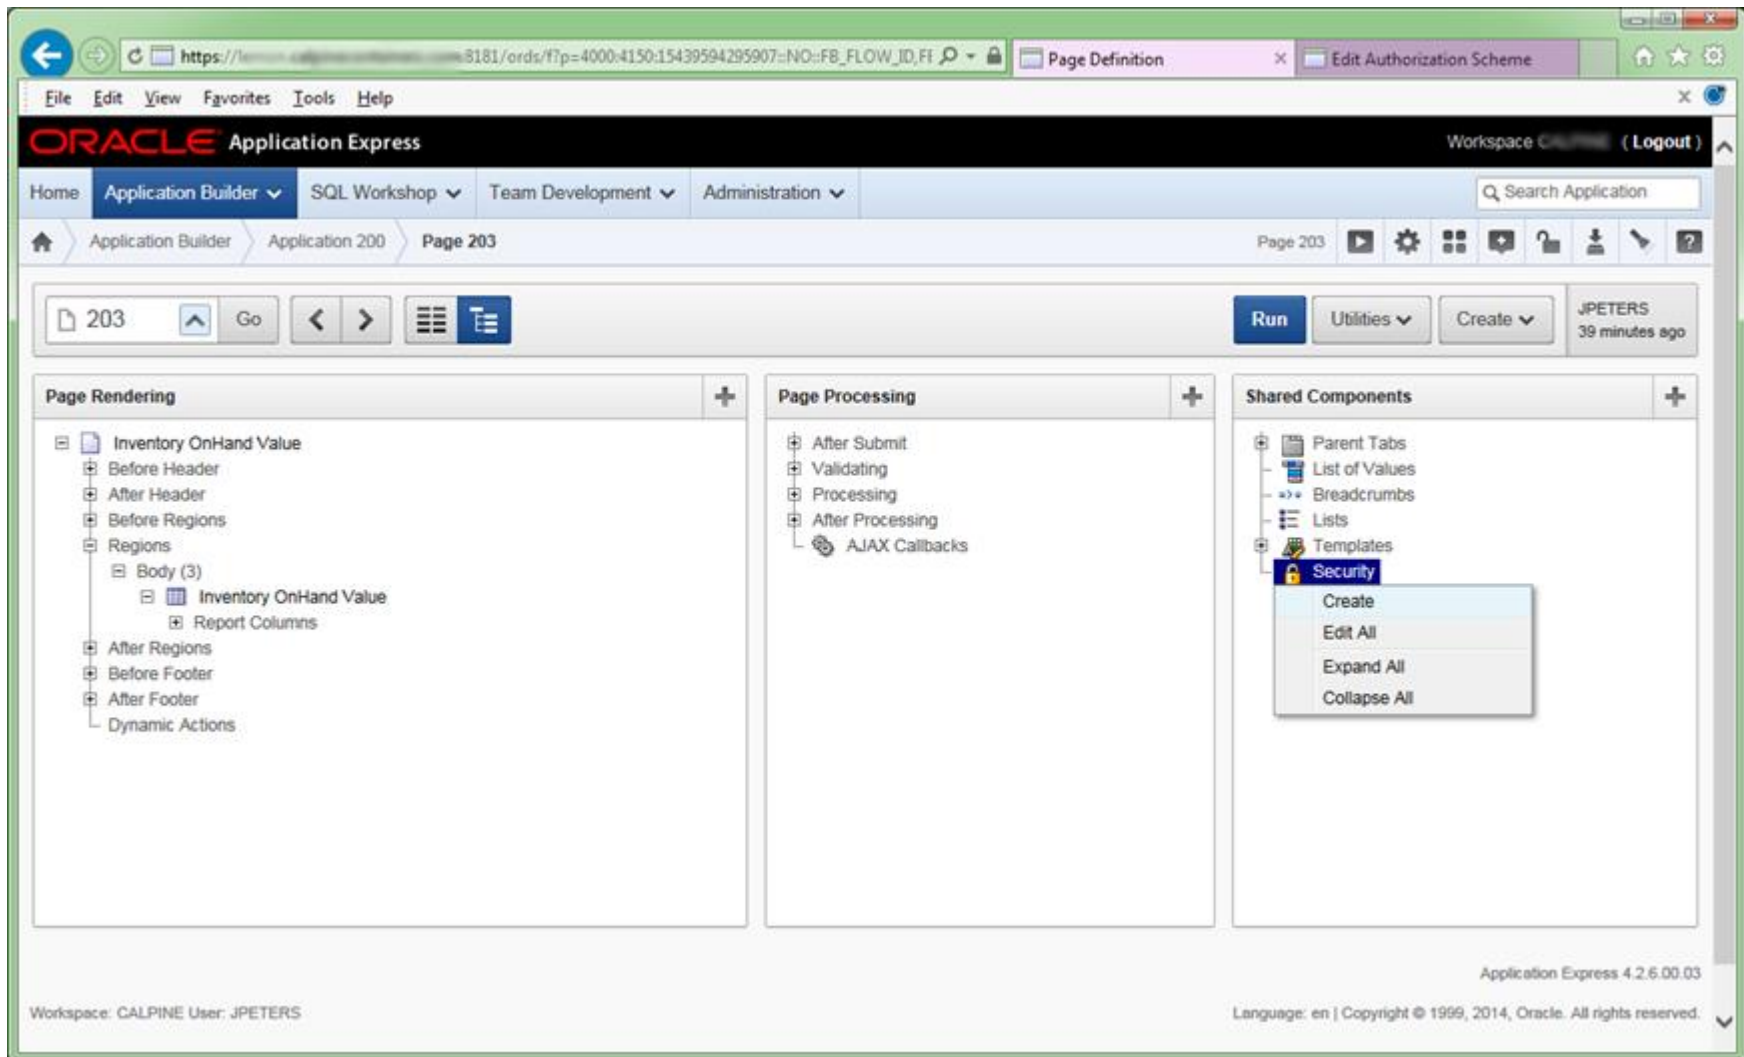 https:// 8181/ords/f?p=4000:4150:15439594295907::NO::FB_FLOW_ID,FF
Page Definition
Edit Authorization Scheme
File Edit View Favorites Tools Help
ORACLE Application Express
Workspace ( Logout )
Home Application Builder SQL Workshop Team Development Administration
Search Application
Application Builder Application 200 Page 203
Page 203
203 Go
Run Utilities Create
JPETERS
39 minutes ago
Page Rendering
Inventory OnHand Value
Before Header
After Header
Before Regions
Regions
Body (3)
Inventory OnHand Value
Report Columns
After Regions
Before Footer
After Footer
Dynamic Actions
Page Processing
After Submit
Validating
Processing
After Processing
AJAX Callbacks
Shared Components
Parent Tabs
List of Values
Breadcrumbs
Lists
Templates
Security
Create
Edit All
Expand All
Collapse All
Application Express 4.2.6.00.03
Workspace: CALPINE User: JPETERS
Language: en | Copyright © 1999, 2014, Oracle. All rights reserved.